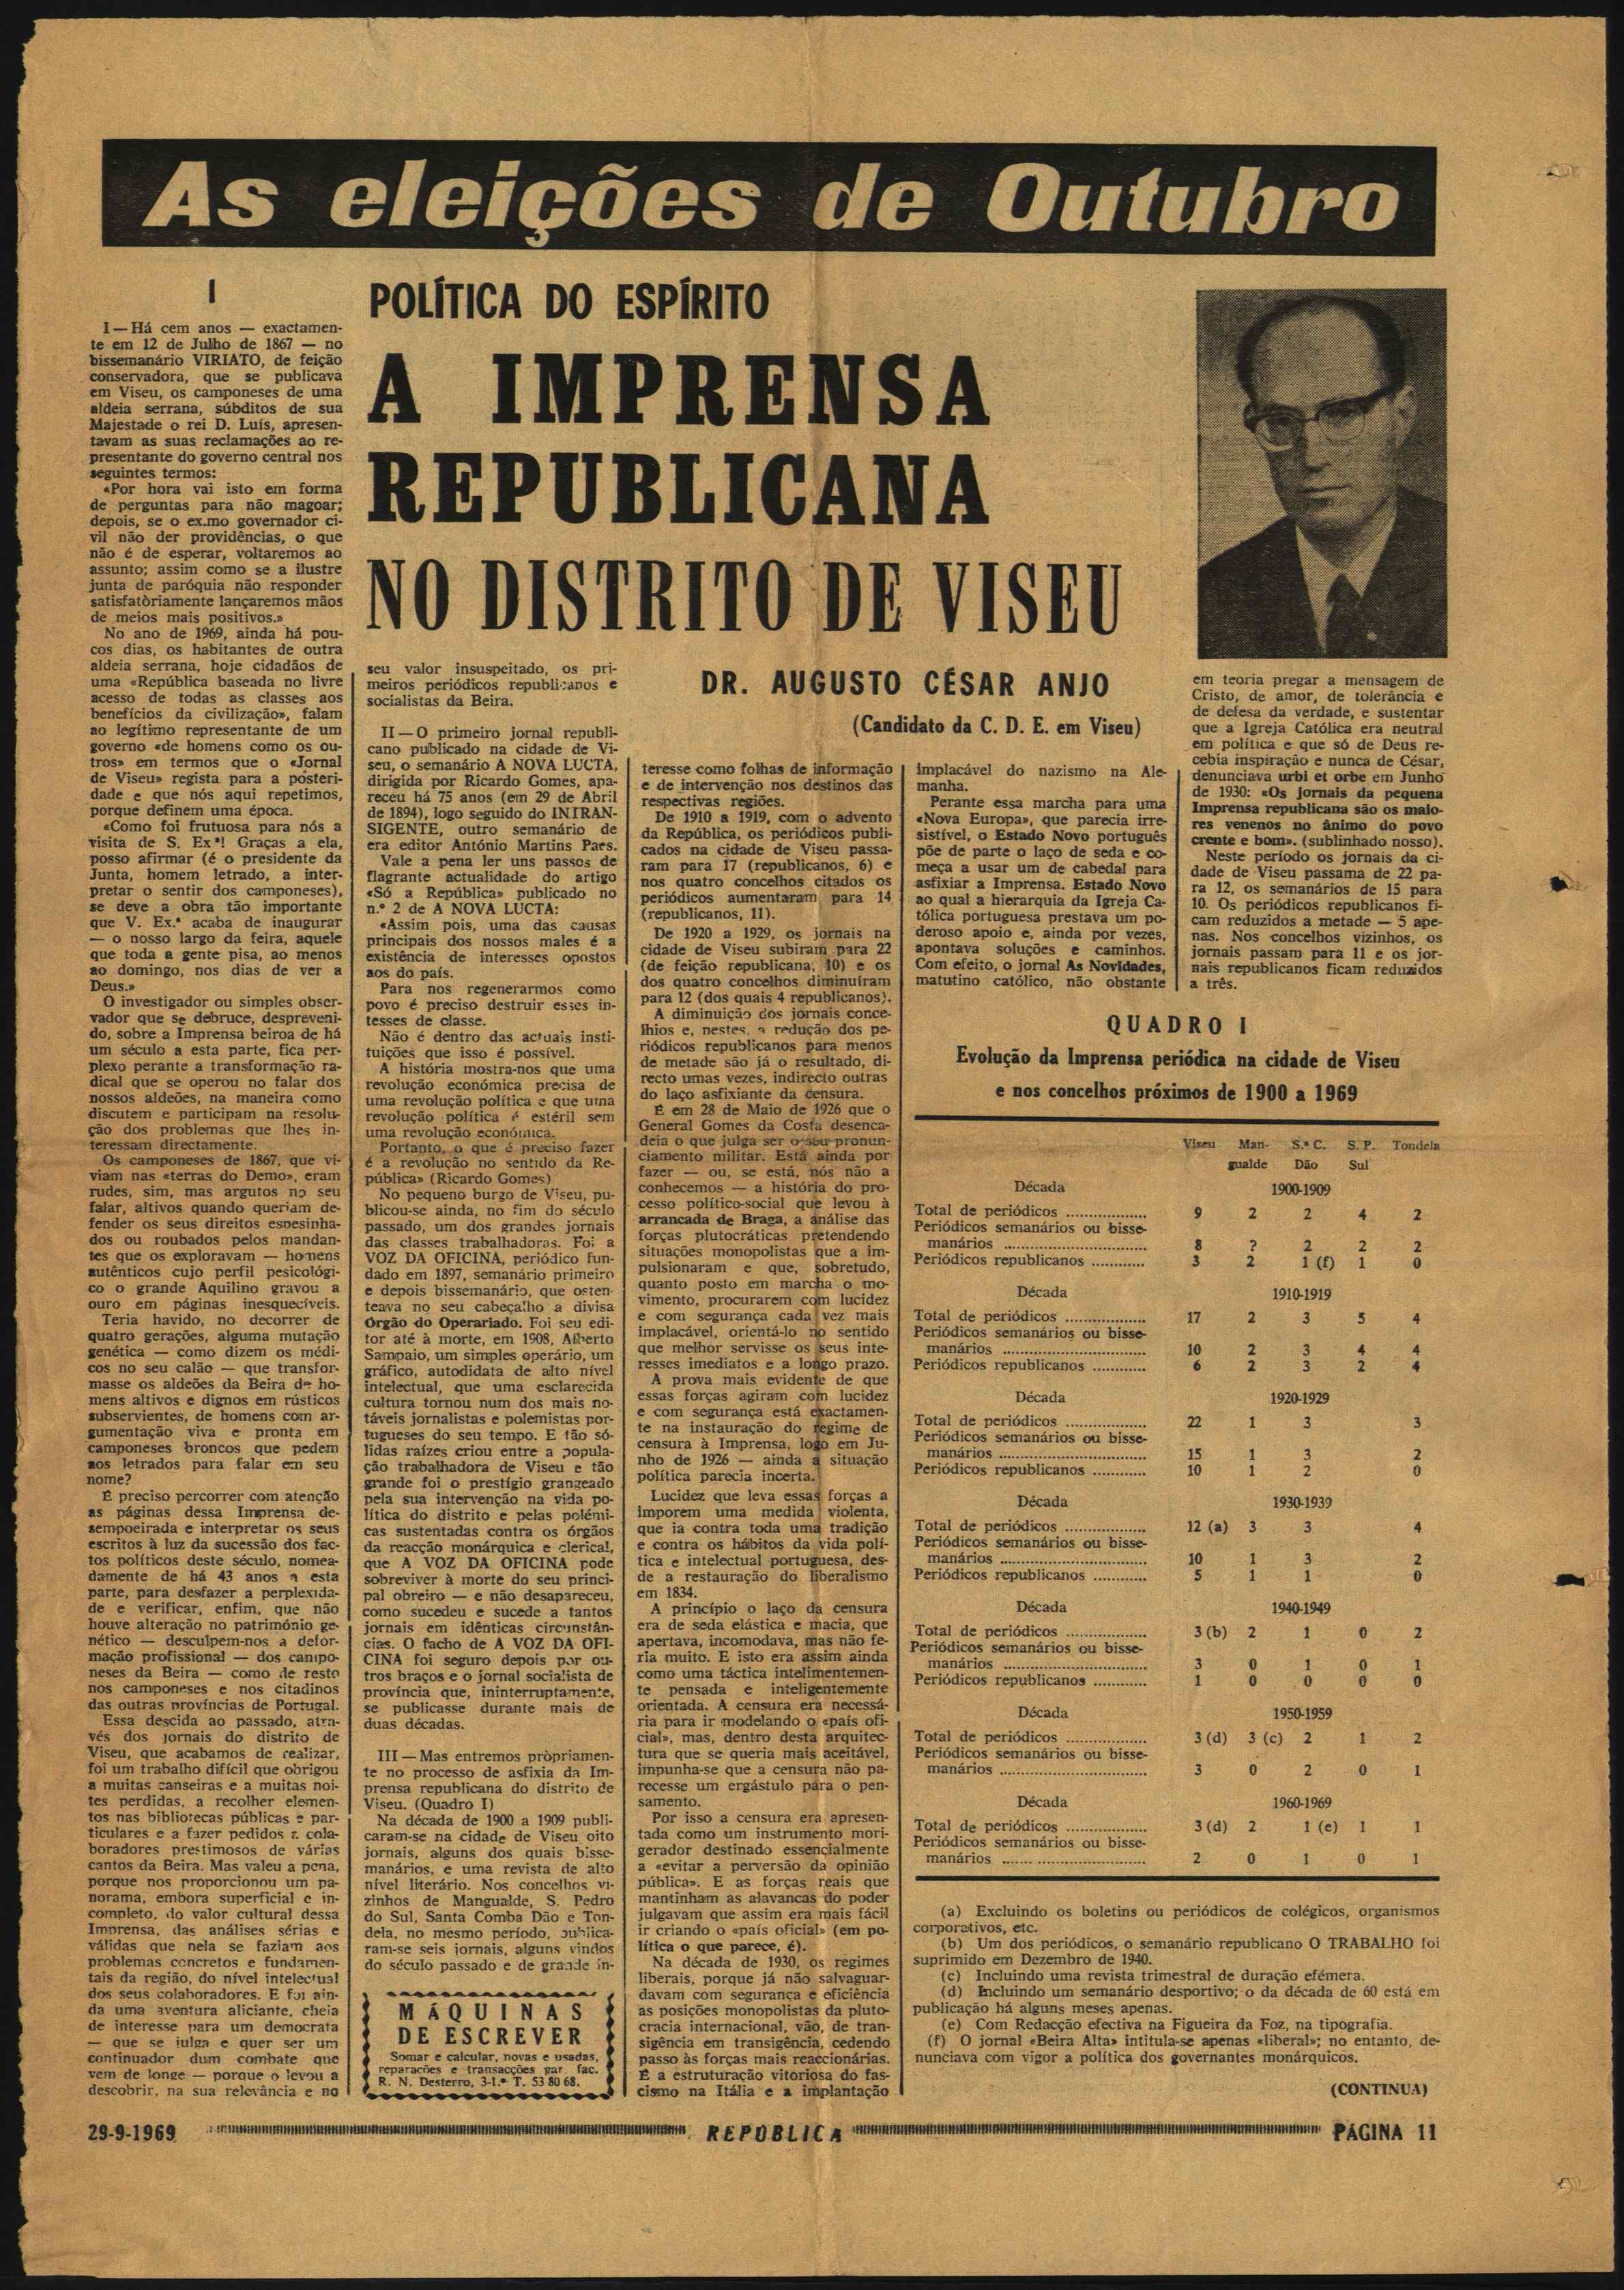 As eleições de Outubro
I
I — Há cem anos — exactamen-
te em 12 de Julho de 1867 — no
bissemanário VIRIATO, de feição
conservadora, que se publicava
em Viseu, os camponeses de uma
aldeia serrana, súbditos de sua
Majestade o rei D. Luís, apresen-
tavam as suas reclamações ao re-
presentante do governo central nos
seguintes termos:
«Por hora vai isto em forma
de perguntas para não magoar;
depois, se o ex.mo governador ci-
vil não der providências, o que
não é de esperar, voltaremos ao
assunto; assim como se a ilustre
junta de paróquia não responder
satisfatòriamente lançaremos mãos
de meios mais positivos.»
No ano de 1969, ainda há pou-
cos dias, os habitantes de outra
aldeia serrana, hoje cidadãos de
uma «República baseada no livre
acesso de todas as classes aos
benefícios da civilização», falam
ao legítimo representante de um
governo «de homens como os ou-
tros» em termos que o «Jornal
de Viseu» regista para a posteri-
dade e que nós aqui repetimos,
porque definem uma época.
«Como foi frutuosa para nós a
visita de S. Ex.ª! Graças a ela,
posso afirmar (é o presidente da
Junta, homem letrado, a inter-
pretar o sentir dos camponeses),
se deve a obra tão importante
que V. Ex.ª acaba de inaugurar
— o nosso largo da feira, aquele
que toda a gente pisa, ao menos
ao domingo, nos dias de ver a
Deus.»
O investigador ou simples obser-
vador que se debruce, despreveni-
do, sobre a Imprensa beiroa de há
um século a esta parte, fica per-
plexo perante a transformação ra-
dical que se operou no falar dos
nossos aldeões, na maneira como
discutem e participam na resolu-
ção dos problemas que lhes in-
teressam directamente.
Os camponeses de 1867, que vi-
viam nas «terras do Demo», eram
rudes, sim, mas argutos no seu
falar, altivos quando queriam de-
fender os seus direitos espesinha-
dos ou roubados pelos mandan-
tes que os exploravam — homens
autênticos cujo perfil pesicológi-
co o grande Aquilino gravou a
ouro em páginas inesquecíveis.
Teria havido, no decorrer de
quatro gerações, alguma mutação
genética — como dizem os médi-
cos no seu calão — que transfor-
masse os aldeões da Beira de ho-
mens altivos e dignos em rústicos
subservientes, de homens com ar-
gumentação viva e pronta em
camponeses broncos que pedem
aos letrados para falar em seu
nome?
É preciso percorrer com atenção
as páginas dessa Imprensa de-
sempoeirada e interpretar os seus
escritos à luz da sucessão dos fac-
tos políticos deste século, nomea-
damente de há 43 anos a esta
parte, para desfazer a perplexida-
de e verificar, enfim, que não
houve alteração no património ge-
nético — desculpem-nos a defor-
mação profissional — dos campo-
neses da Beira — como de resto
nos camponeses e nos citadinos
das outras províncias de Portugal.
Essa descida ao passado, atra-
vés dos jornais do distrito de
Viseu, que acabamos de realizar,
foi um trabalho difícil que obrigou
a muitas canseiras e a muitas noi-
tes perdidas, a recolher elemen-
tos nas bibliotecas públicas e par-
ticulares e a fazer pedidos a cola-
boradores prestimosos de vários
cantos da Beira. Mas valeu a pena,
porque nos proporcionou um pa-
norama, embora superficial e in-
completo, do valor cultural dessa
Imprensa, das análises sérias e
válidas que nela se faziam aos
problemas concretos e fundamen-
tais da região, do nível intelectual
dos seus colaboradores. E foi ain-
da uma aventura aliciante, cheia
de interesse para um democrata
— que se julga e quer ser um
continuador dum combate que
vem de longe — porque o levou a
descobrir, na sua relevância e no
POLÍTICA DO ESPÍRITO
A IMPRENSA
REPUBLICANA
NO DISTRITO DE VISEU
DR. AUGUSTO CÉSAR ANJO
(Candidato da C. D. E. em Viseu)
seu valor insuspeitado, os pri-
meiros periódicos republicanos e
socialistas da Beira.
II — O primeiro jornal republi-
cano publicado na cidade de Vi-
seu, o semanário A NOVA LUCTA,
dirigida por Ricardo Gomes, apa-
receu há 75 anos (em 29 de Abril
de 1894), logo seguido do INTRAN-
SIGENTE, outro semanário de
era editor António Martins Paes.
Vale a pena ler uns passos de
flagrante actualidade do artigo
«Só a República» publicado no
n.º 2 de A NOVA LUCTA:
«Assim pois, uma das causas
principais dos nossos males é a
existência de interesses opostos
aos do país.
Para nos regenerarmos como
povo é preciso destruir esses in-
tesses de classe.
Não é dentro das actuais insti-
tuições que isso é possível.
A história mostra-nos que uma
revolução económica precisa de
uma revolução política e que uma
revolução política é estéril sem
uma revolução económica.
Portanto, o que é preciso fazer
é a revolução no sentido da Re-
pública» (Ricardo Gomes)
No pequeno burgo de Viseu, pu-
blicou-se ainda, no fim do século
passado, um dos grandes jornais
das classes trabalhadoras. Foi a
VOZ DA OFICINA, periódico fun-
dado em 1897, semanário primeiro
e depois bissemanário, que osten-
teava no seu cabeçalho a divisa
Orgão do Operariado. Foi seu edi-
tor até à morte, em 1908, Alberto
Sampaio, um simples operário, um
gráfico, autodidata de alto nível
intelectual, que uma esclarecida
cultura tornou num dos mais no-
táveis jornalistas e polemistas por-
tugueses do seu tempo. E tão só-
lidas raízes criou entre a popula-
ção trabalhadora de Viseu e tão
grande foi o prestígio grangeado
pela sua intervenção na vida po-
lítica do distrito e pelas polémi-
cas sustentadas contra os órgãos
da reacção monárquica e clerical,
que A VOZ DA OFICINA pode
sobreviver à morte do seu princi-
pal obreiro — e não desapareceu,
como sucedeu e sucede a tantos
jornais em idênticas circunstân-
cias. O facho de A VOZ DA OFI-
CINA foi seguro depois por ou-
tros braços e o jornal socialista de
província que, ininterruptamente,
se publicasse durante mais de
duas décadas.
III — Mas entremos pròpriamen-
te no processo de asfixia da Im-
prensa republicana do distrito de
Viseu. (Quadro I)
Na década de 1900 a 1909 publi-
caram-se na cidade de Viseu oito
jornais, alguns dos quais bisse-
manários, e uma revista de alto
nível literário. Nos concelhos vi-
zinhos de Mangualde, S. Pedro
do Sul, Santa Comba Dão e Ton-
dela, no mesmo período, publica-
ram-se seis jornais, alguns vindos
do século passado e de grande in-
MÁQUINAS
DE ESCREVER
Somar e calcular, novas e usadas,
reparações e transacções gar. fac.
R. N. Desterro, 3-1.º T. 53 80 68.
teresse como folhas de informação
e de intervenção nos destinos das
respectivas regiões.
De 1910 a 1919, com o advento
da República, os periódicos publi-
cados na cidade de Viseu passa-
ram para 17 (republicanos, 6) e
nos quatro concelhos citados os
periódicos aumentaram para 14
(republicanos, 11).
De 1920 a 1929, os jornais na
cidade de Viseu subiram para 22
(de feição republicana, 10) e os
dos quatro concelhos diminuíram
para 12 (dos quais 4 republicanos).
A diminuição dos jornais conce-
lhios e, nestes, a redução dos pe-
riódicos republicanos para menos
de metade são já o resultado, di-
recto umas vezes, indirecto outras
do laço asfixiante da censura.
É em 28 de Maio de 1926 que o
General Gomes da Costa desenca-
deia o que julga ser o seu pronun-
ciamento militar. Está ainda por
fazer — ou, se está, nós não a
conhecemos — a história do pro-
cesso político-social que levou à
arrancada de Braga, a análise das
forças plutocráticas pretendendo
situações monopolistas que a im-
pulsionaram e que, sobretudo,
quanto posto em marcha o mo-
vimento, procurarem com lucidez
e com segurança cada vez mais
implacável, orientá-lo no sentido
que melhor servisse os seus inte-
resses imediatos e a longo prazo.
A prova mais evidente de que
essas forças agiram com lucidez
e com segurança está exactamen-
te na instauração do regime de
censura à Imprensa, logo em Ju-
nho de 1926 — ainda a situação
política parecia incerta.
Lucidez que leva essas forças a
imporem uma medida violenta,
que ia contra toda uma tradição
e contra os hábitos da vida polí-
tica e intelectual portuguesa, des-
de a restauração do liberalismo
em 1834.
A princípio o laço da censura
era de seda elástica e macia, que
apertava, incomodava, mas não fe-
ria muito. E isto era assim ainda
como uma táctica intelimentemen-
te pensada e inteligentemente
orientada. A censura era necessá-
ria para ir modelando o «país ofi-
cial», mas, dentro desta arquitec-
tura que se queria mais aceitável,
impunha-se que a censura não pa-
recesse um ergástulo para o pen-
samento.
Por isso a censura era apresen-
tada como um instrumento mori-
gerador destinado essencialmente
a «evitar a perversão da opinião
pública». E as forças reais que
mantinham as alavancas do poder
julgavam que assim era mais fácil
ir criando o «país oficial» (em po-
lítica o que parece, é).
Na década de 1930, os regimes
liberais, porque já não salvaguar-
davam com segurança e eficiência
as posições monopolistas da pluto-
cracia internacional, vão, de tran-
sigência em transigência, cedendo
passo às forças mais reaccionárias.
É a estruturação vitoriosa do fas-
cismo na Itália e a implantação
implacável do nazismo na Ale-
manha.
Perante essa marcha para uma
«Nova Europa», que parecia irre-
sistível, o Estado Novo português
põe de parte o laço de seda e co-
meça a usar um de cabedal para
asfixiar a Imprensa. Estado Novo
ao qual a hierarquia da Igreja Ca-
tólica portuguesa prestava um po-
deroso apoio e, ainda por vezes,
apontava soluções e caminhos.
Com efeito, o jornal As Novidades,
matutino católico, não obstante
em teoria pregar a mensagem de
Cristo, de amor, de tolerância e
de defesa da verdade, e sustentar
que a Igreja Católica era neutral
em política e que só de Deus re-
cebia inspiração e nunca de César,
denunciava urbi et orbe em Junho
de 1930: «Os jornais da pequena
Imprensa republicana são os maio-
res venenos no ânimo do povo
crente e bom». (sublinhado nosso).
Neste período os jornais da ci-
dade de Viseu passama de 22 pa-
ra 12, os semanários de 15 para
10. Os periódicos republicanos fi-
cam reduzidos a metade — 5 ape-
nas. Nos concelhos vizinhos, os
jornais passam para 11 e os jor-
nais republicanos ficam reduzidos
a três.
QUADRO I
Evolução da Imprensa periódica na cidade de Viseu
e nos concelhos próximos de 1900 a 1969
Viseu Man- S.ª C. S. P. Tondela
gualde Dão Sul
Década 1900-1909
Total de periódicos ................. 9 2 2 4 2
Periódicos semanários ou bisse-
manários .............................. 8 ? 2 2 2
Periódicos republicanos ............ 3 2 1 (f) 1 0
Década 1910-1919
Total de periódicos ................. 17 2 3 5 4
Periódicos semanários ou bisse-
manários .............................. 10 2 3 4 4
Periódicos republicanos ............ 6 2 3 2 4
Década 1920-1929
Total de periódicos ................. 22 1 3 3
Periódicos semanários ou bisse-
manários .............................. 15 1 3 2
Periódicos republicanos ............ 10 1 2 0
Década 1930-1939
Total de periódicos ................. 12 (a) 3 3 4
Periódicos semanários ou bisse-
manários .............................. 10 1 3 2
Periódicos republicanos ............ 5 1 1 0
Década 1940-1949
Total de periódicos ................. 3 (b) 2 1 0 2
Periódicos semanários ou bisse-
manários .............................. 3 0 1 0 1
Periódicos republicanos ............ 1 0 0 0 0
Década 1950-1959
Total de periódicos ................. 3 (d) 3 (c) 2 1 2
Periódicos semanários ou bisse-
manários .............................. 3 0 2 0 1
Década 1960-1969
Total de periódicos ................. 3 (d) 2 1 (e) 1 1
Periódicos semanários ou bisse-
manários .............................. 2 0 1 0 1
(a) Excluindo os boletins ou periódicos de colégicos, organismos
corporativos, etc.
(b) Um dos periódicos, o semanário republicano O TRABALHO foi
suprimido em Dezembro de 1940.
(c) Incluindo uma revista trimestral de duração efémera.
(d) Incluindo um semanário desportivo; o da década de 60 está em
publicação há alguns meses apenas.
(e) Com Redacção efectiva na Figueira da Foz, na tipografia.
(f) O jornal «Beira Alta» intitula-se apenas «liberal»; no entanto, de-
nunciava com vigor a política dos governantes monárquicos.
(CONTINUA)
29-9-1969 REPÚBLICA PÁGINA 11